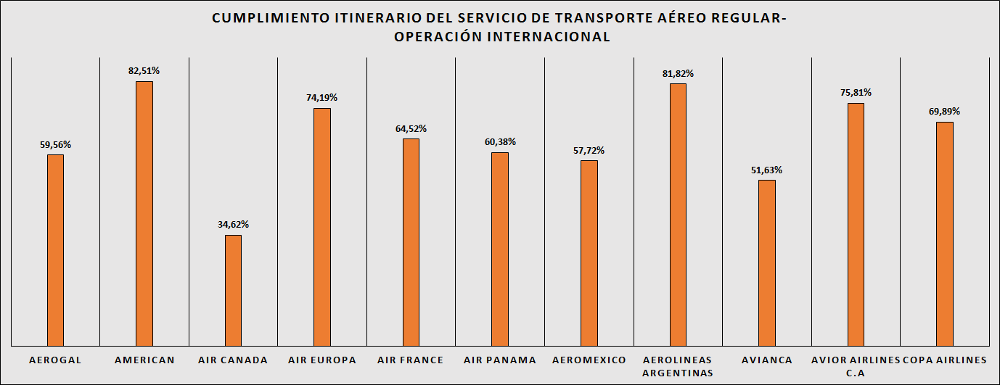 CUMPLIMIENTO ITINERARIO DEL SERVICIO DE TRANSPORTE AÉREO REGULAR-
OPERACIÓN INTERNACIONAL
59,56%
82,51%
34,62%
74,19%
64,52%
60,38%
57,72%
81,82%
51,63%
75,81%
69,89%
AEROGAL
AMERICAN
AIR CANADA
AIR EUROPA
AIR FRANCE
AIR PANAMA
AEROMEXICO
AEROLINEAS
ARGENTINAS
AVIANCA
AVIOR AIRLINES
C.A
COPA AIRLINES